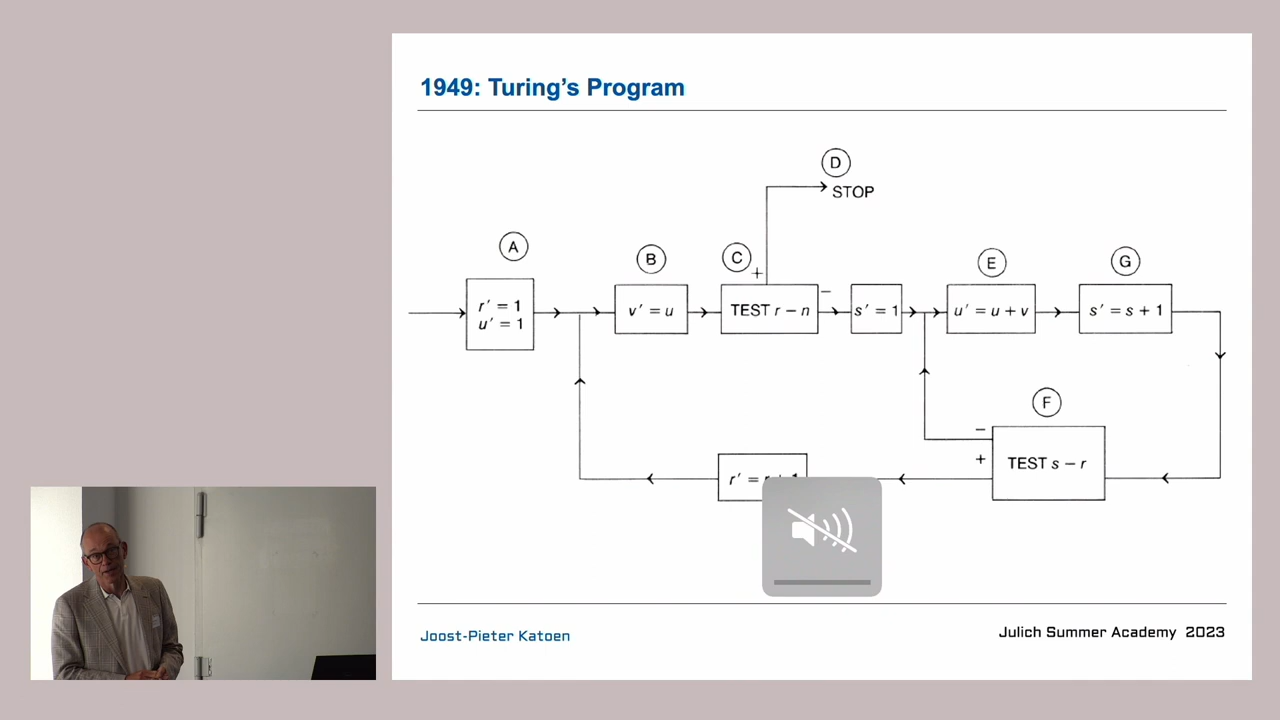 1949: Turing's Program
D
STOP
A
B
C
+
−
E
G
r′ = 1
u′ = 1
v′ = u
TEST r − n
s′ = 1
u′ = u + v
s′ = s + 1
F
−
+
TEST s − r
r′ =
Joost-Pieter Katoen
Julich Summer Academy 2023